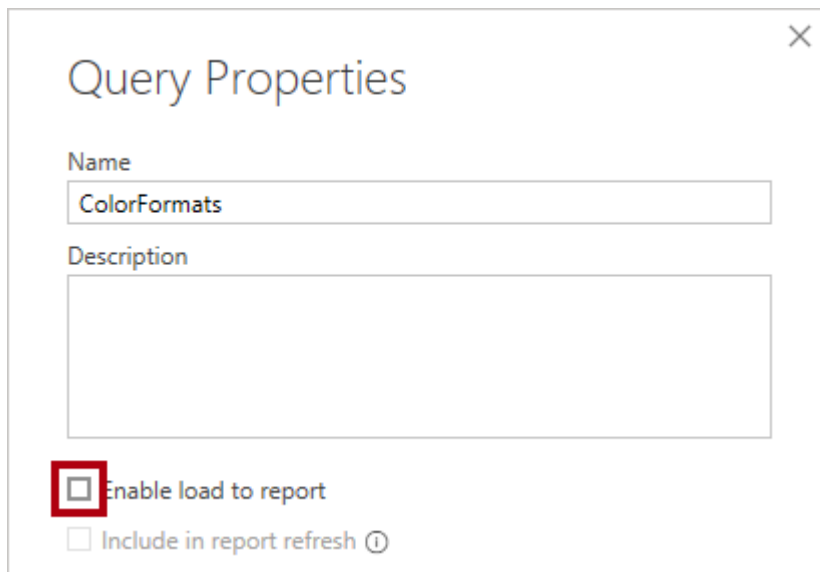 Query Properties
Name
ColorFormats
Description
Enable load to report
Include in report refresh